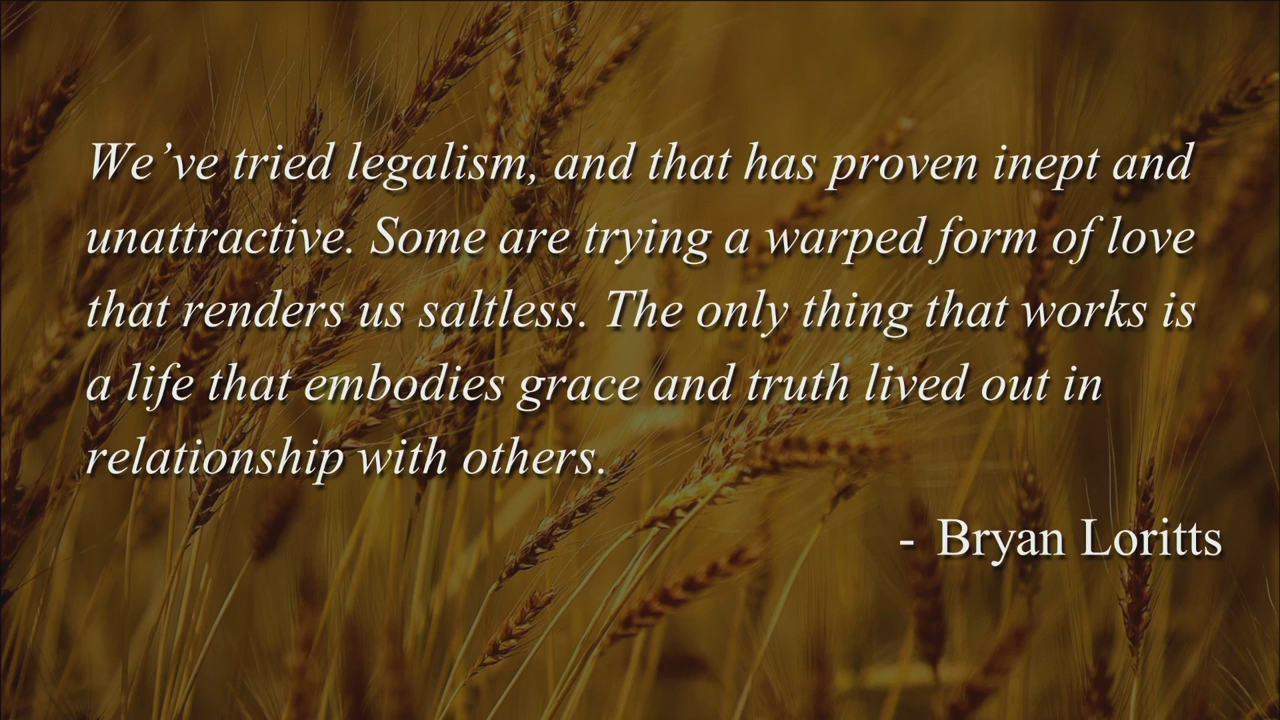 We’ve tried legalism, and that has proven inept and
unattractive. Some are trying a warped form of love
that renders us saltless. The only thing that works is
a life that embodies grace and truth lived out in
relationship with others.
- Bryan Loritts